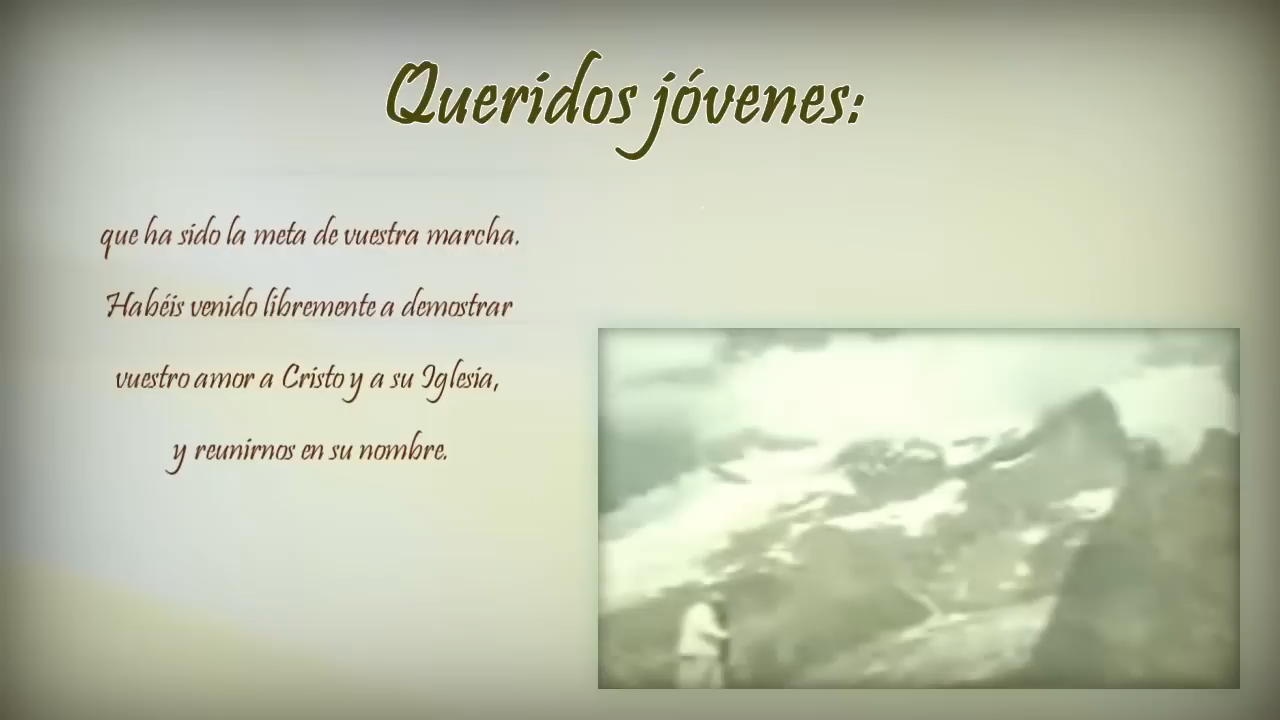 Queridos jóvenes:
que ha sido la meta de vuestra marcha.
Habéis venido libremente a demostrar
vuestro amor a Cristo y a su Iglesia,
y reunirnos en su nombre.